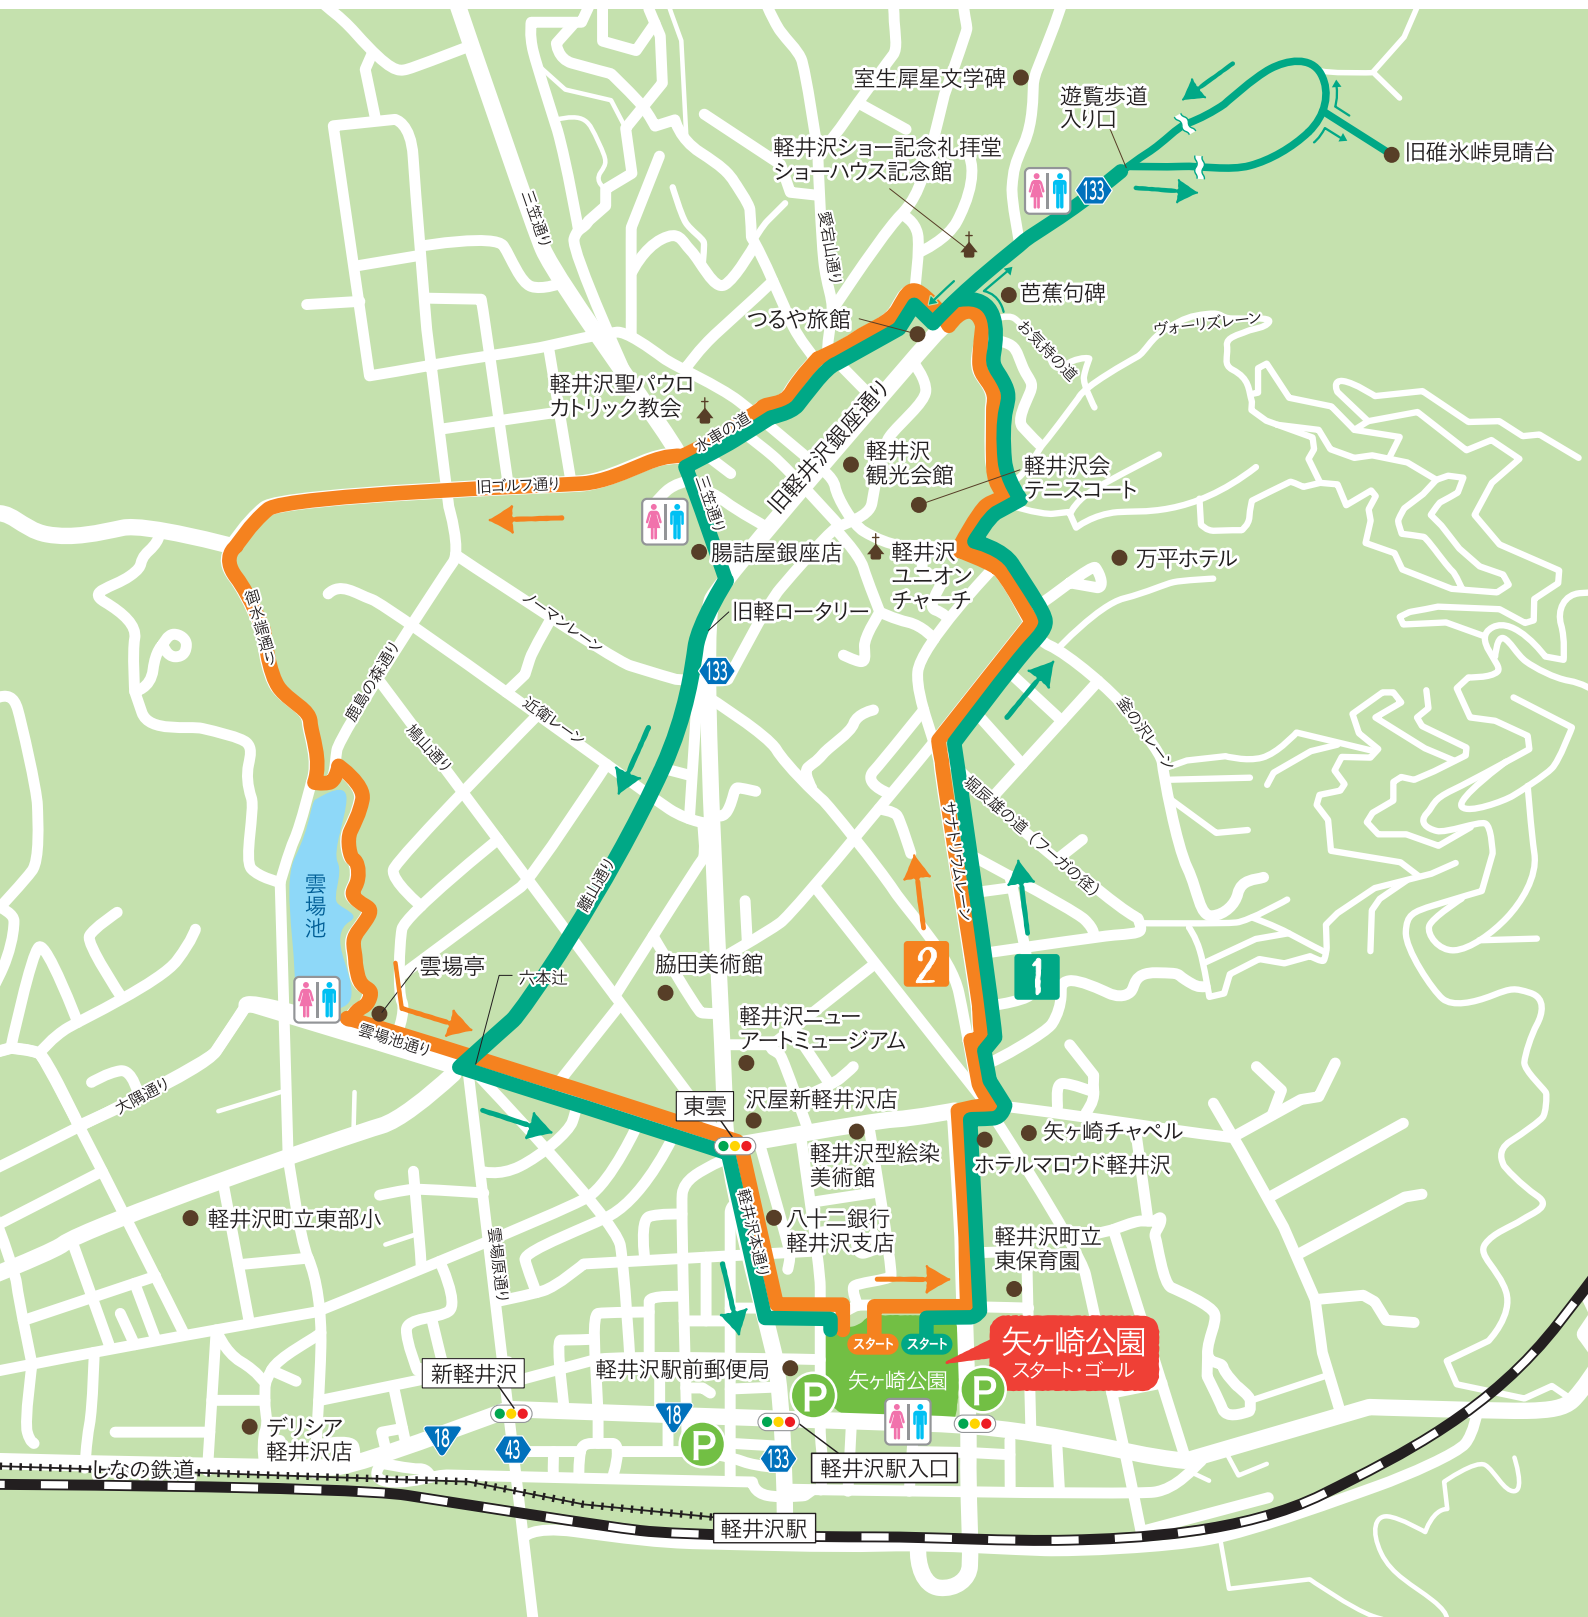 室生犀星文学碑
遊覧歩道
入り口
旧碓氷峠見晴台
軽井沢ショー記念礼拝堂
ショーハウス記念館
133
三笠通り
愛宕山通り
芭蕉句碑
つるや旅館
お気持の道
ヴォーリズレーン
軽井沢聖パウロ
カトリック教会
水車の道
旧軽井沢銀座通り
軽井沢
観光会館
軽井沢会
テニスコート
旧ゴルフ通り
三笠通り
腸詰屋銀座店
軽井沢
ユニオン
チャーチ
万平ホテル
旧軽ロータリー
御水端通り
ノーマンレーン
133
鹿島の森通り
近衛レーン
鳩山通り
釜の沢レーン
堀辰雄の道（フーガの径）
サナトリウムレーン
離山通り
雲場池
雲場亭
六本辻
脇田美術館
2
1
雲場池通り
軽井沢ニュー
アートミュージアム
大隅通り
東雲
沢屋新軽井沢店
軽井沢型絵染
美術館
矢ヶ崎チャペル
ホテルマロウド軽井沢
軽井沢町立東部小
雲場原通り
軽井沢本通り
八十二銀行
軽井沢支店
軽井沢町立
東保育園
スタート
スタート
矢ヶ崎公園
スタート・ゴール
新軽井沢
軽井沢駅前郵便局
矢ヶ崎公園
P
P
デリシア
軽井沢店
18
43
18
P
133
軽井沢駅入口
しなの鉄道
軽井沢駅